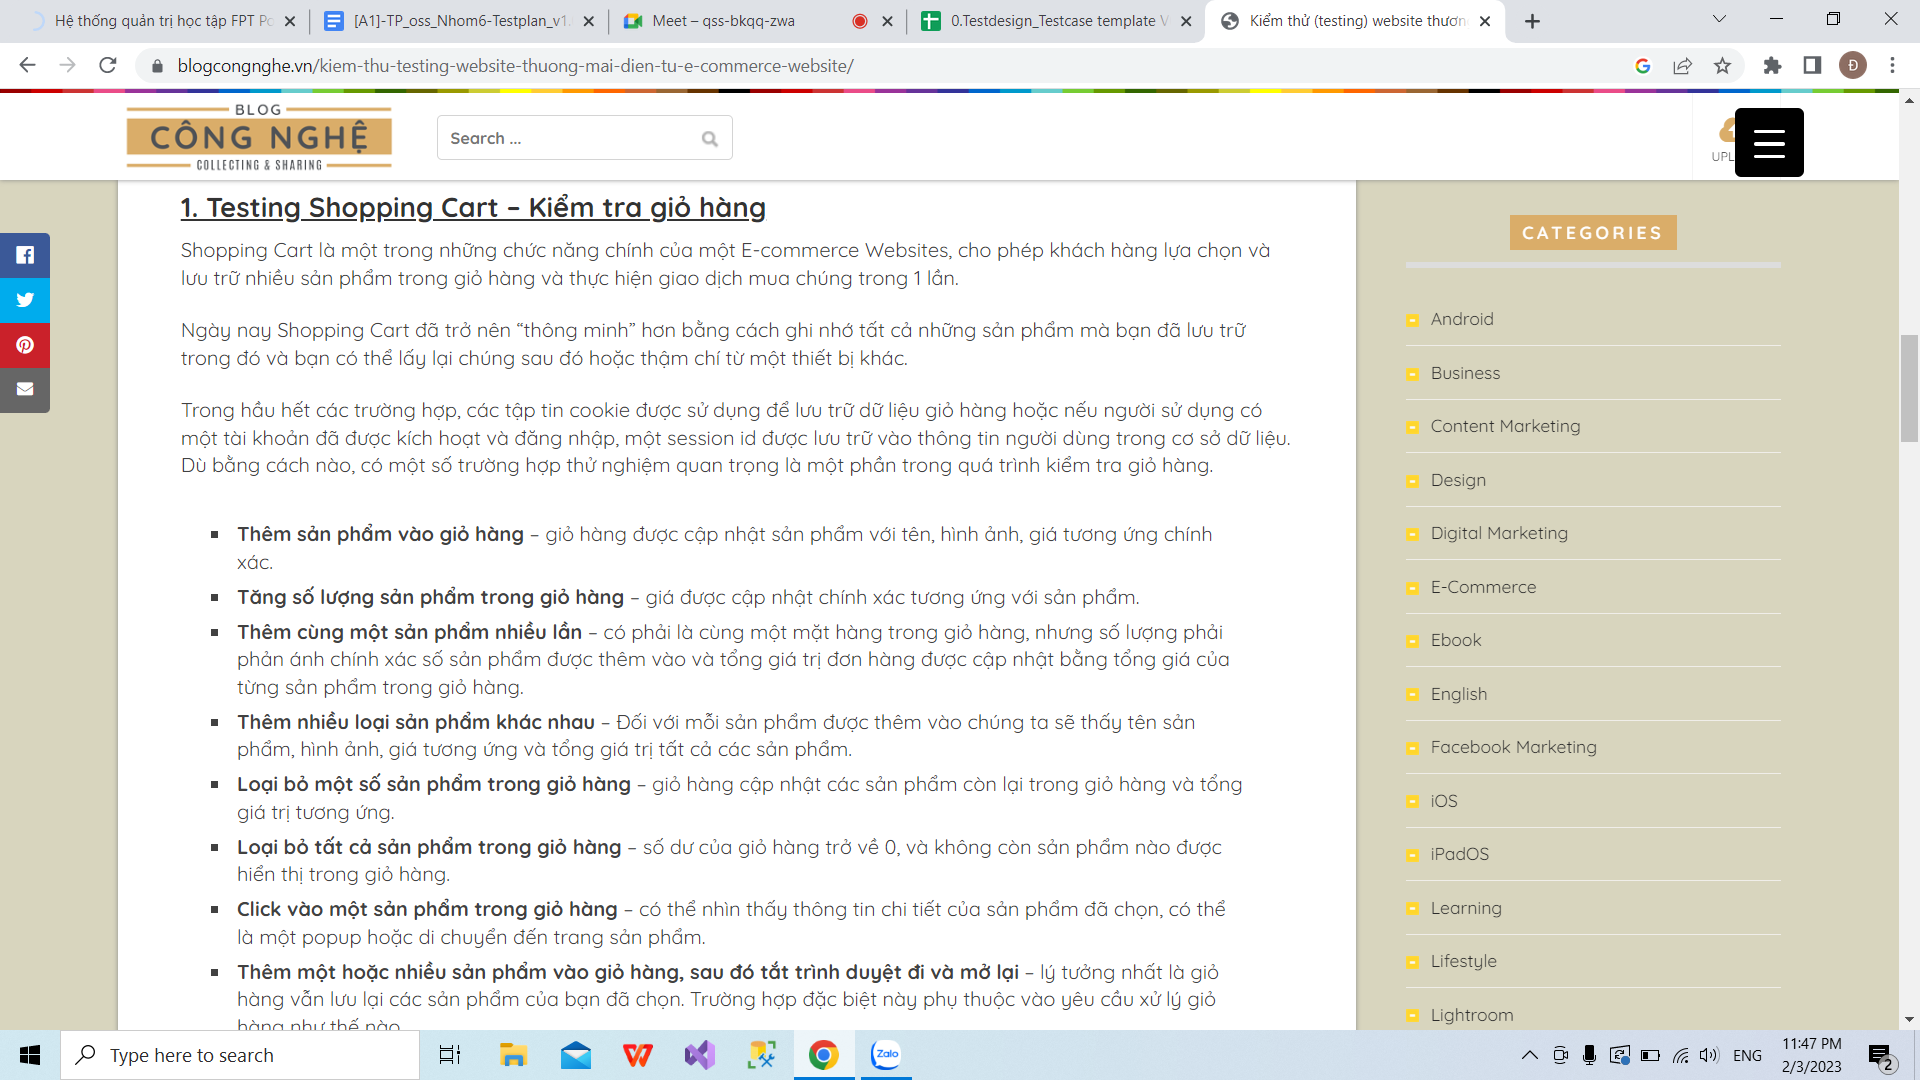 Hệ thống quản trị học tập FPT Po
[A1]-TP_oss_Nhom6-Testplan_v1.
Meet – qss-bkqq-zwa
0.Testdesign_Testcase template V
Kiểm thử (testing) website thươn
blogcongnghe.vn/kiem-thu-testing-website-thuong-mai-dien-tu-e-commerce-website/
Đ
BLOG
CÔNG NGHỆ
COLLECTING & SHARING
Search ...
UPL
1. Testing Shopping Cart – Kiểm tra giỏ hàng
Shopping Cart là một trong những chức năng chính của một E-commerce Websites, cho phép khách hàng lựa chọn và
lưu trữ nhiều sản phẩm trong giỏ hàng và thực hiện giao dịch mua chúng trong 1 lần.
Ngày nay Shopping Cart đã trở nên “thông minh” hơn bằng cách ghi nhớ tất cả những sản phẩm mà bạn đã lưu trữ
trong đó và bạn có thể lấy lại chúng sau đó hoặc thậm chí từ một thiết bị khác.
Trong hầu hết các trường hợp, các tập tin cookie được sử dụng để lưu trữ dữ liệu giỏ hàng hoặc nếu người sử dụng có
một tài khoản đã được kích hoạt và đăng nhập, một session id được lưu trữ vào thông tin người dùng trong cơ sở dữ liệu.
Dù bằng cách nào, có một số trường hợp thử nghiệm quan trọng là một phần trong quá trình kiểm tra giỏ hàng.
Thêm sản phẩm vào giỏ hàng – giỏ hàng được cập nhật sản phẩm với tên, hình ảnh, giá tương ứng chính
xác.
Tăng số lượng sản phẩm trong giỏ hàng – giá được cập nhật chính xác tương ứng với sản phẩm.
Thêm cùng một sản phẩm nhiều lần – có phải là cùng một mặt hàng trong giỏ hàng, nhưng số lượng phải
phản ánh chính xác số sản phẩm được thêm vào và tổng giá trị đơn hàng được cập nhật bằng tổng giá của
từng sản phẩm trong giỏ hàng.
Thêm nhiều loại sản phẩm khác nhau – Đối với mỗi sản phẩm được thêm vào chúng ta sẽ thấy tên sản
phẩm, hình ảnh, giá tương ứng và tổng giá trị tất cả các sản phẩm.
Loại bỏ một số sản phẩm trong giỏ hàng – giỏ hàng cập nhật các sản phẩm còn lại trong giỏ hàng và tổng
giá trị tương ứng.
Loại bỏ tất cả sản phẩm trong giỏ hàng – số dư của giỏ hàng trở về 0, và không còn sản phẩm nào được
hiển thị trong giỏ hàng.
Click vào một sản phẩm trong giỏ hàng – có thể nhìn thấy thông tin chi tiết của sản phẩm đã chọn, có thể
là một popup hoặc di chuyển đến trang sản phẩm.
Thêm một hoặc nhiều sản phẩm vào giỏ hàng, sau đó tắt trình duyệt đi và mở lại – lý tưởng nhất là giỏ
hàng vẫn lưu lại các sản phẩm của bạn đã chọn. Trường hợp đặc biệt này phụ thuộc vào yêu cầu xử lý giỏ
hàng như thế nào
CATEGORIES
Android
Business
Content Marketing
Design
Digital Marketing
E-Commerce
Ebook
English
Facebook Marketing
iOS
iPadOS
Learning
Lifestyle
Lightroom
Type here to search
Zalo
ENG
11:47 PM
2/3/2023
2